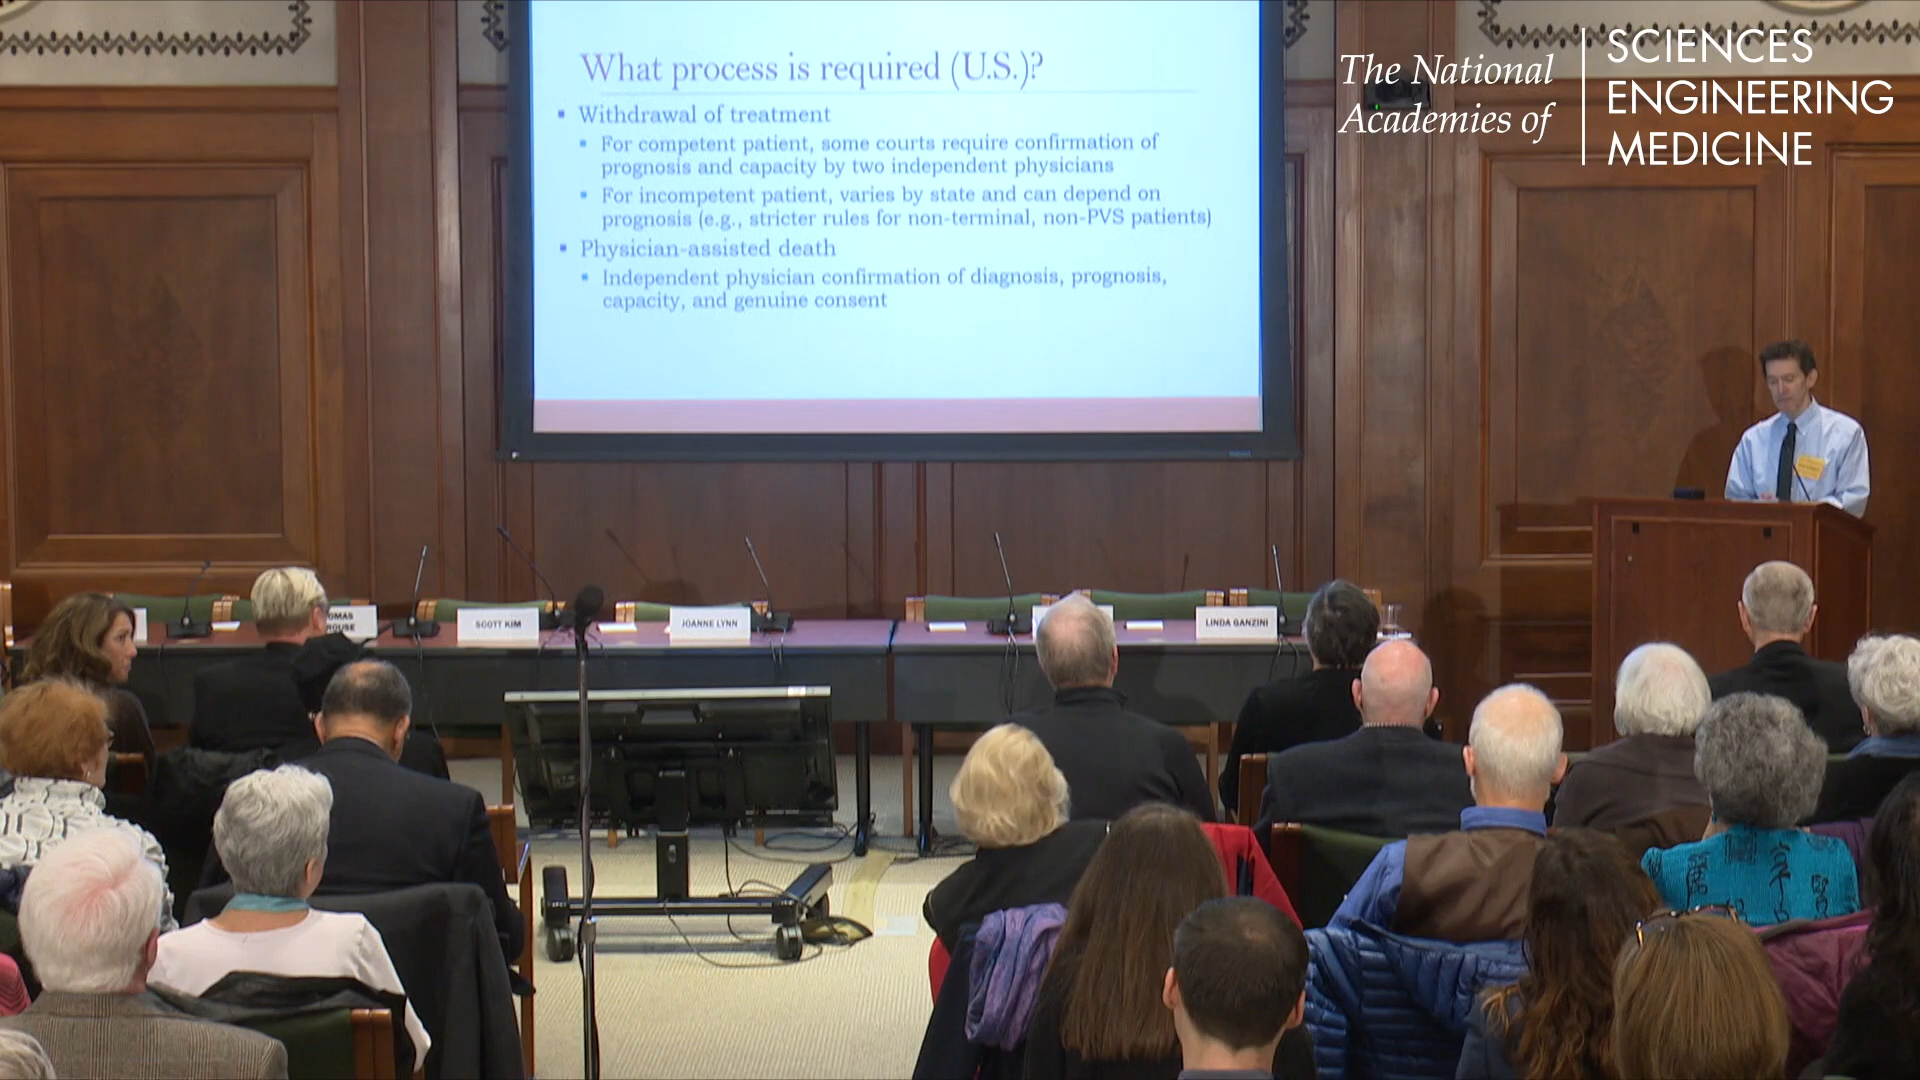 What process is required (U.S.)?
▪ Withdrawal of treatment
▪ For competent patient, some courts require confirmation of
prognosis and capacity by two independent physicians
▪ For incompetent patient, varies by state and can depend on
prognosis (e.g., stricter rules for non-terminal, non-PVS patients)
▪ Physician-assisted death
▪ Independent physician confirmation of diagnosis, prognosis,
capacity, and genuine consent
The National
Academies of
SCIENCES
ENGINEERING
MEDICINE
SCOTT KIM
JOANNE LYNN
LINDA GANZINI